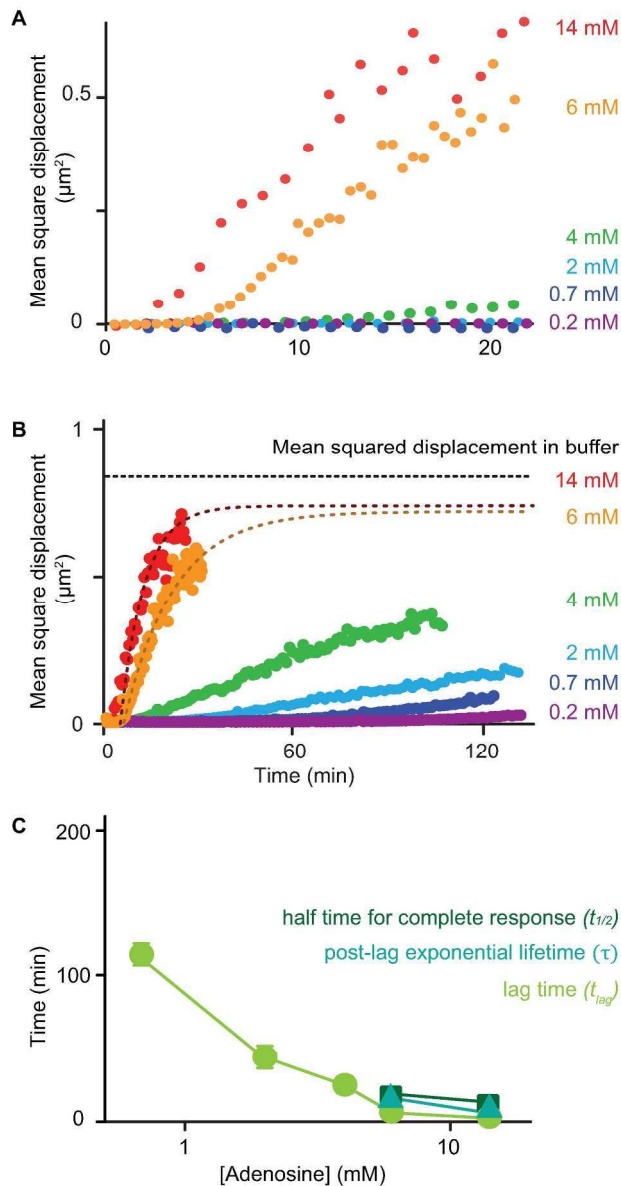 A
Mean square displacement
(µm²)
0.5
0
10
20
14 mM
6 mM
4 mM
2 mM
0.7 mM
0.2 mM
B
Mean square displacement
(µm²)
1
0
Mean squared displacement in buffer
14 mM
6 mM
4 mM
2 mM
0.7 mM
0.2 mM
0
60
120
Time (min)
C
Time (min)
200
100
0
half time for complete response (t1/2)
post-lag exponential lifetime (τ)
lag time (tlag)
1
10
[Adenosine] (mM)